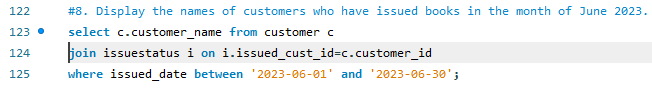 122 #8. Display the names of customers who have issued books in the month of June 2023.
123 select c.customer_name from customer c
124 join issuestatus i on i.issued_cust_id=c.customer_id
125 where issued_date between '2023-06-01' and '2023-06-30';